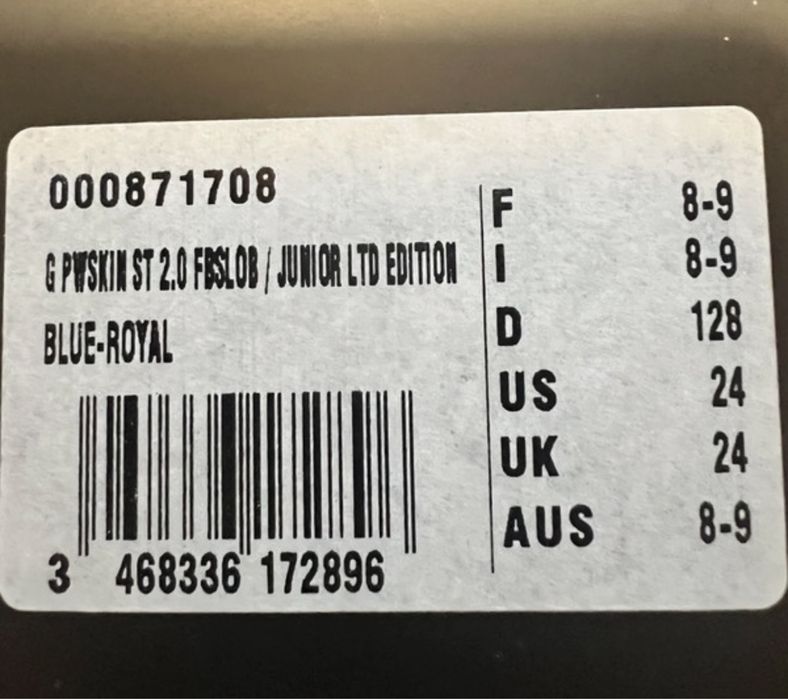 000871708
G PWSKIN ST 2.0 FBSLOB / JUNIOR LTD EDITION
BLUE-ROYAL
3 468336 172896
F 8-9
I 8-9
D 128
US 24
UK 24
AUS 8-9